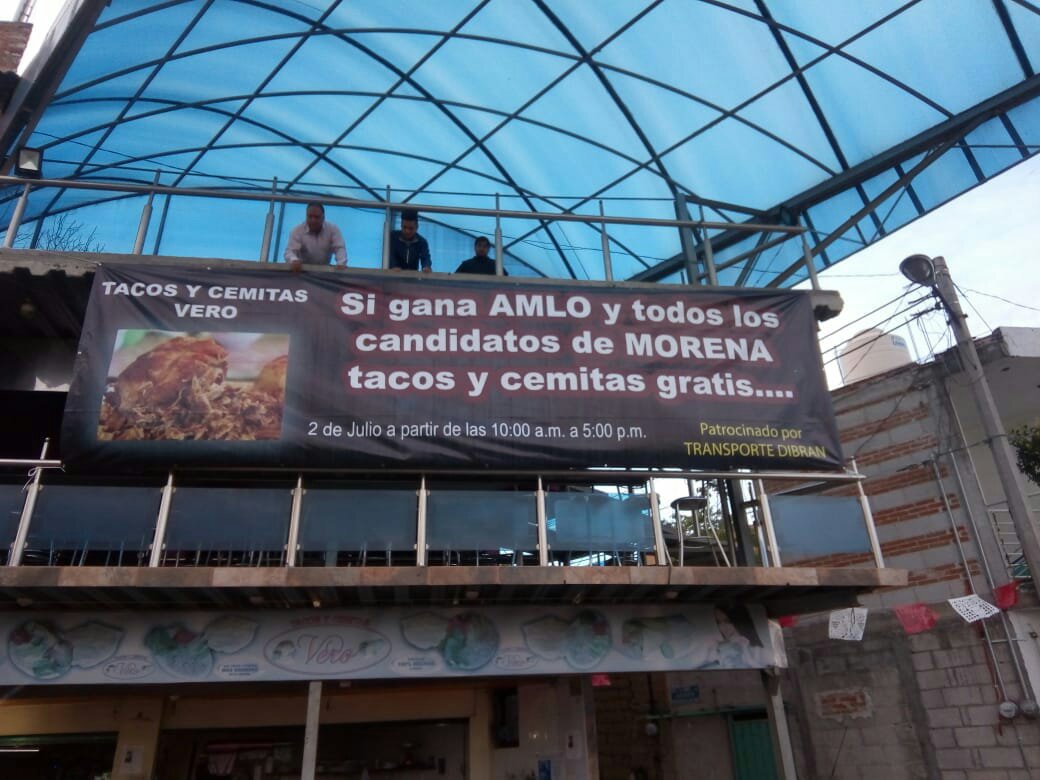 TACOS Y CEMITAS
VERO
Si gana AMLO y todos los
candidatos de MORENA
tacos y cemitas gratis....
2 de Julio a partir de las 10:00 a.m. a 5:00 p.m.
Patrocinado por
TRANSPORTE DIBRAN
Vero